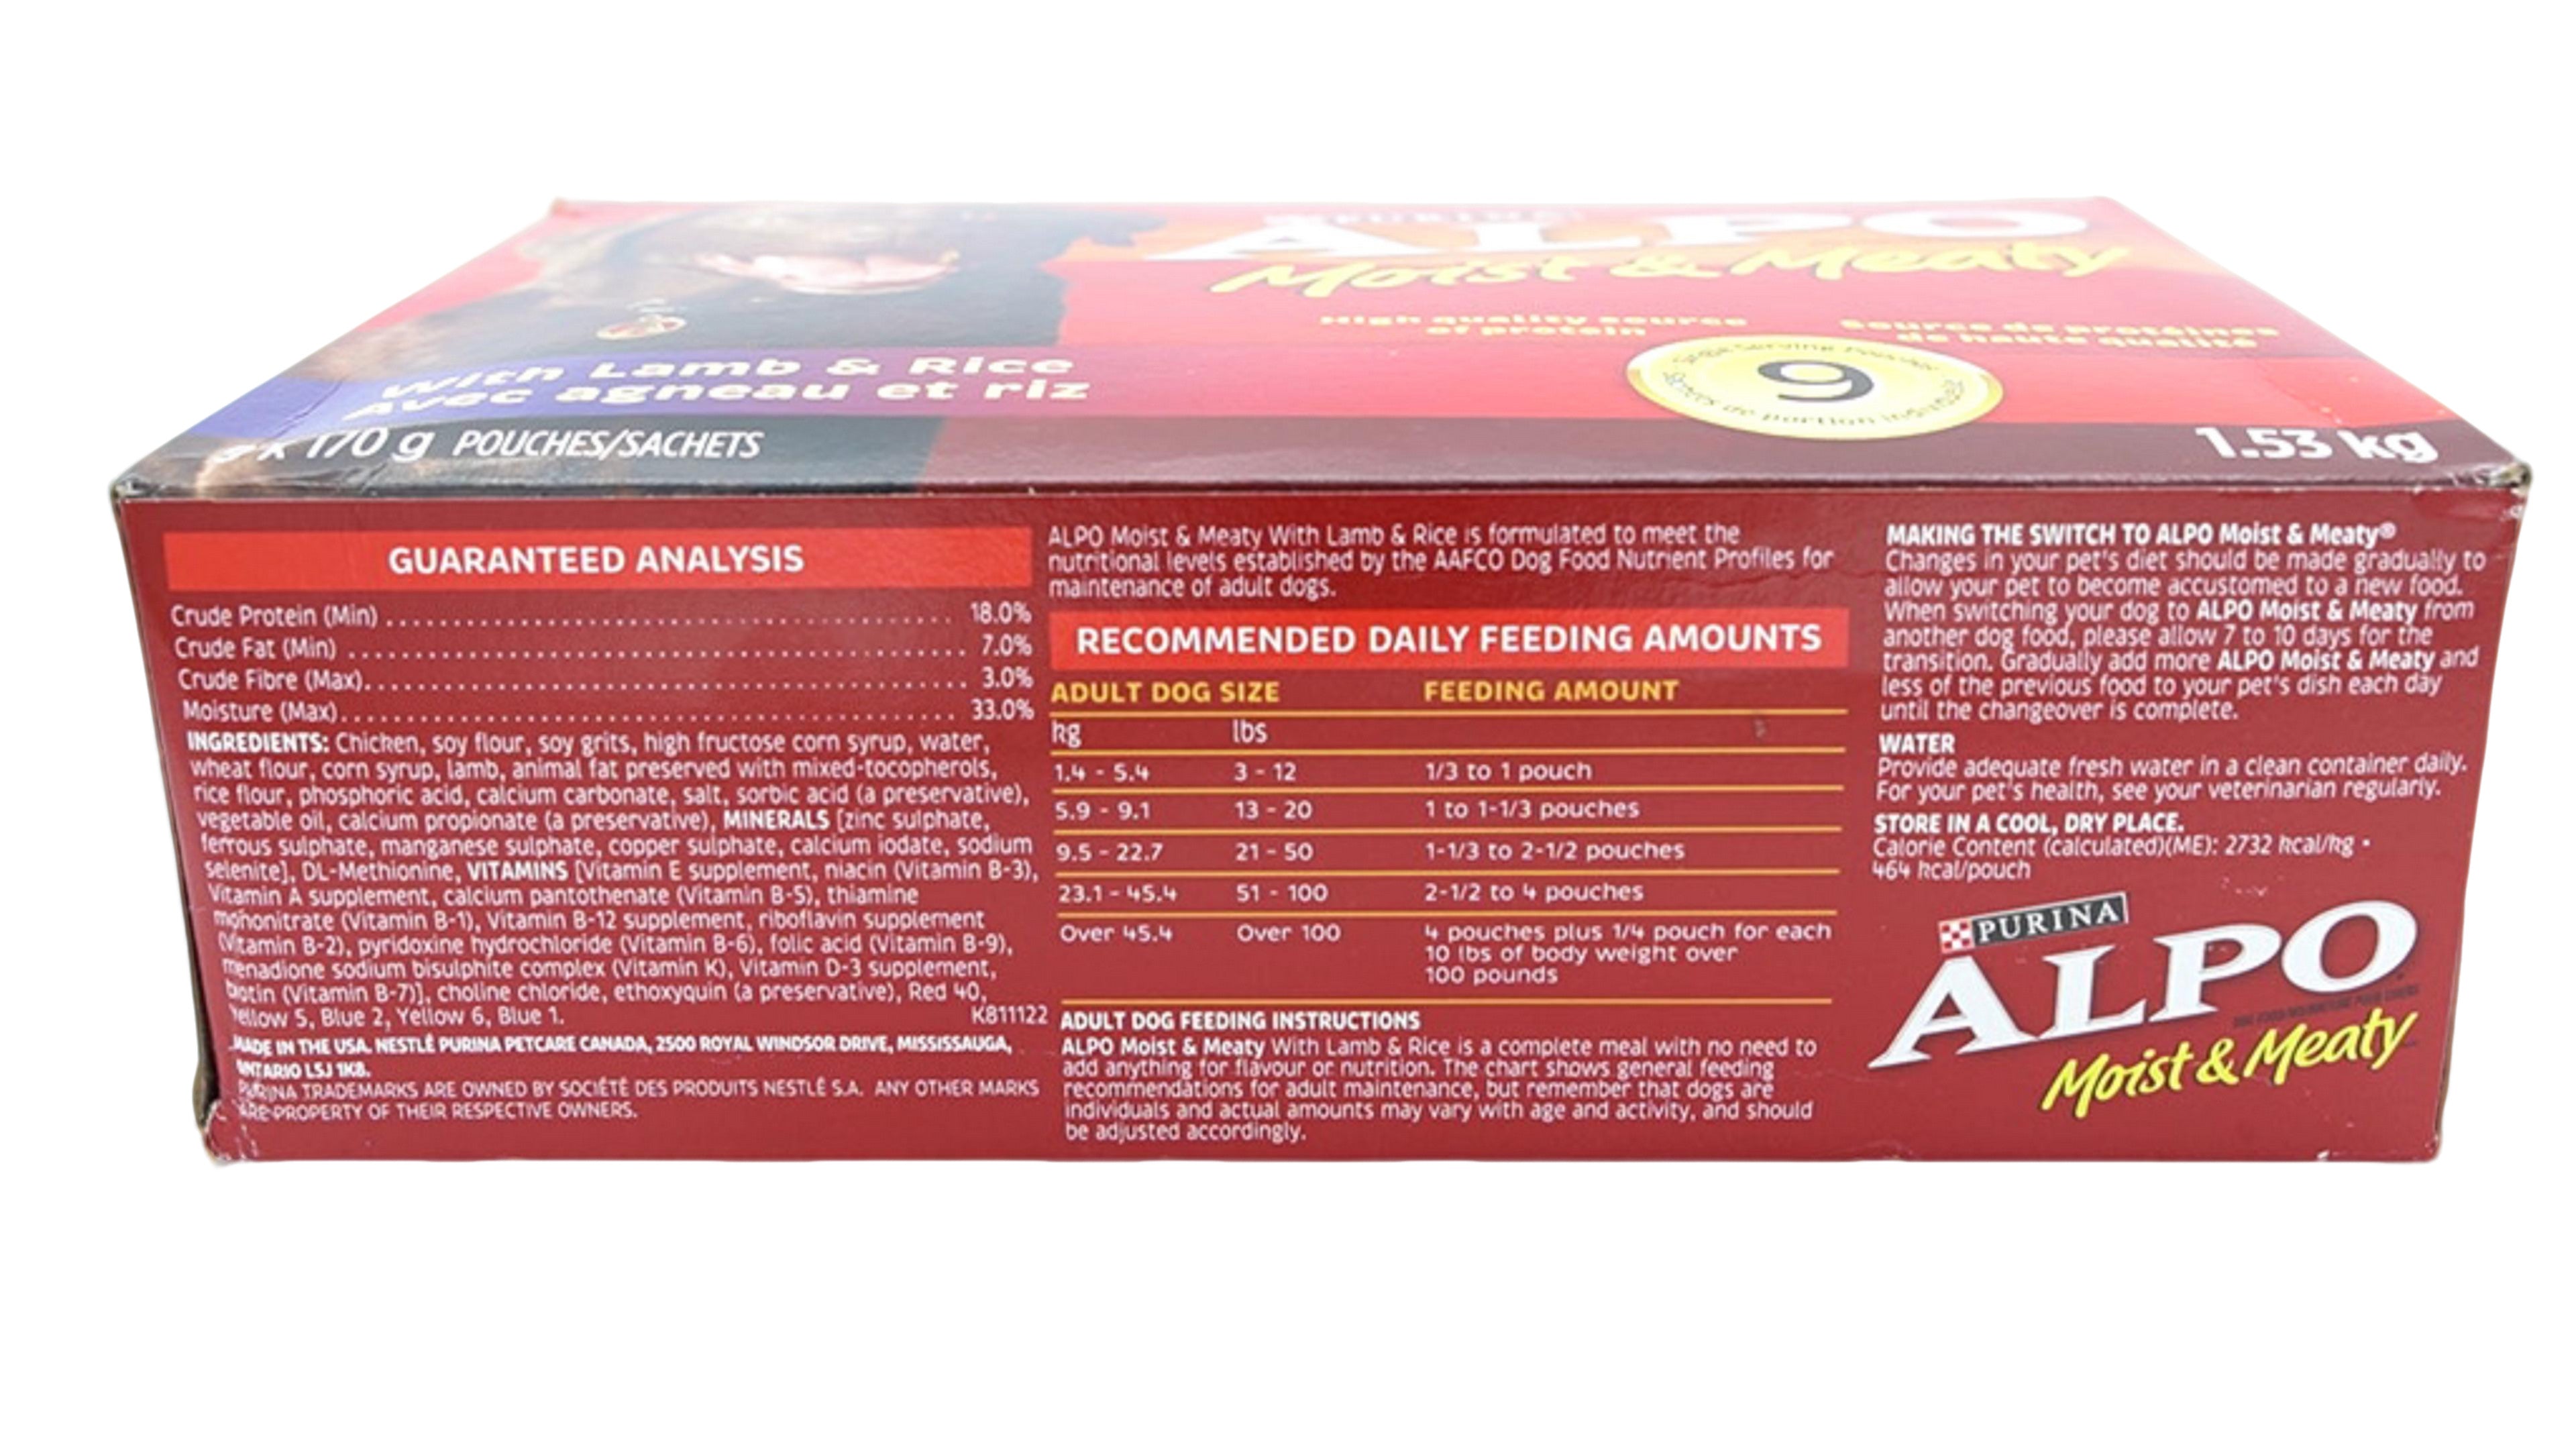 ALPO
Moist & Meaty
High quality source
of protein
Source de protéines
de haute qualité
With Lamb & Rice
Avec agneau et riz
9
9 x 170 g POUCHES/SACHETS
1.53 kg
GUARANTEED ANALYSIS
Crude Protein (Min) 18.0%
Crude Fat (Min) 7.0%
Crude Fibre (Max) 3.0%
Moisture (Max) 33.0%
INGREDIENTS: Chicken, soy flour, soy grits, high fructose corn syrup, water,
wheat flour, corn syrup, lamb, animal fat preserved with mixed-tocopherols,
rice flour, phosphoric acid, calcium carbonate, salt, sorbic acid (a preservative),
vegetable oil, calcium propionate (a preservative), MINERALS [zinc sulphate,
ferrous sulphate, manganese sulphate, copper sulphate, calcium iodate, sodium
selenite], DL-Methionine, VITAMINS [Vitamin E supplement, niacin (Vitamin B-3),
Vitamin A supplement, calcium pantothenate (Vitamin B-5), thiamine
mononitrate (Vitamin B-1), Vitamin B-12 supplement, riboflavin supplement
(Vitamin B-2), pyridoxine hydrochloride (Vitamin B-6), folic acid (Vitamin B-9),
menadione sodium bisulphite complex (Vitamin K), Vitamin D-3 supplement,
biotin (Vitamin B-7)], choline chloride, ethoxyquin (a preservative), Red 40,
Yellow 5, Blue 2, Yellow 6, Blue 1. K811122
MADE IN THE USA. NESTLÉ PURINA PETCARE CANADA, 2500 ROYAL WINDSOR DRIVE, MISSISSAUGA,
ONTARIO L5J 1K8.
PURINA TRADEMARKS ARE OWNED BY SOCIÉTÉ DES PRODUITS NESTLÉ S.A. ANY OTHER MARKS
ARE PROPERTY OF THEIR RESPECTIVE OWNERS.
ALPO Moist & Meaty With Lamb & Rice is formulated to meet the
nutritional levels established by the AAFCO Dog Food Nutrient Profiles for
maintenance of adult dogs.
RECOMMENDED DAILY FEEDING AMOUNTS
ADULT DOG SIZE FEEDING AMOUNT
kg lbs
1.4 - 5.4 3 - 12 1/3 to 1 pouch
5.9 - 9.1 13 - 20 1 to 1-1/3 pouches
9.5 - 22.7 21 - 50 1-1/3 to 2-1/2 pouches
23.1 - 45.4 51 - 100 2-1/2 to 4 pouches
Over 45.4 Over 100 4 pouches plus 1/4 pouch for each
10 lbs of body weight over
100 pounds
ADULT DOG FEEDING INSTRUCTIONS
ALPO Moist & Meaty With Lamb & Rice is a complete meal with no need to
add anything for flavour or nutrition. The chart shows general feeding
recommendations for adult maintenance, but remember that dogs are
individuals and actual amounts may vary with age and activity, and should
be adjusted accordingly.
MAKING THE SWITCH TO ALPO Moist & Meaty®
Changes in your pet's diet should be made gradually to
allow your pet to become accustomed to a new food.
When switching your dog to ALPO Moist & Meaty from
another dog food, please allow 7 to 10 days for the
transition. Gradually add more ALPO Moist & Meaty and
less of the previous food to your pet's dish each day
until the changeover is complete.
WATER
Provide adequate fresh water in a clean container daily.
For your pet's health, see your veterinarian regularly.
STORE IN A COOL, DRY PLACE.
Calorie Content (calculated)(ME): 2732 kcal/kg •
464 kcal/pouch
PURINA
ALPO
Moist & Meaty